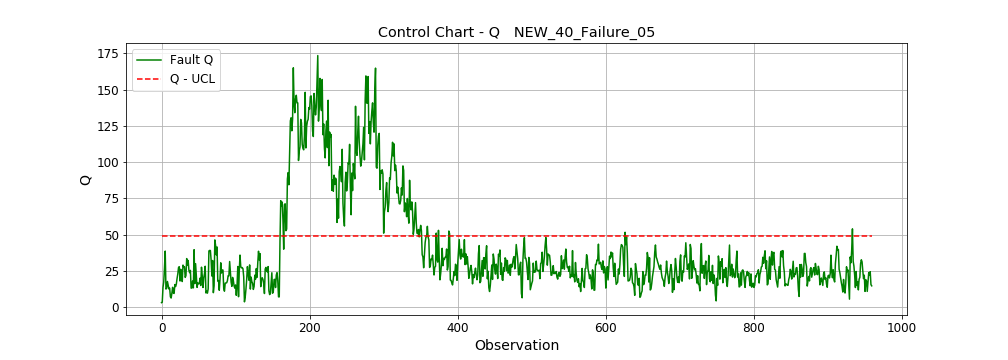 Control Chart - Q   NEW_40_Failure_05
Fault Q
Q - UCL
175
150
125
100
75
50
25
0
Q
0 200 400 600 800 1000
Observation